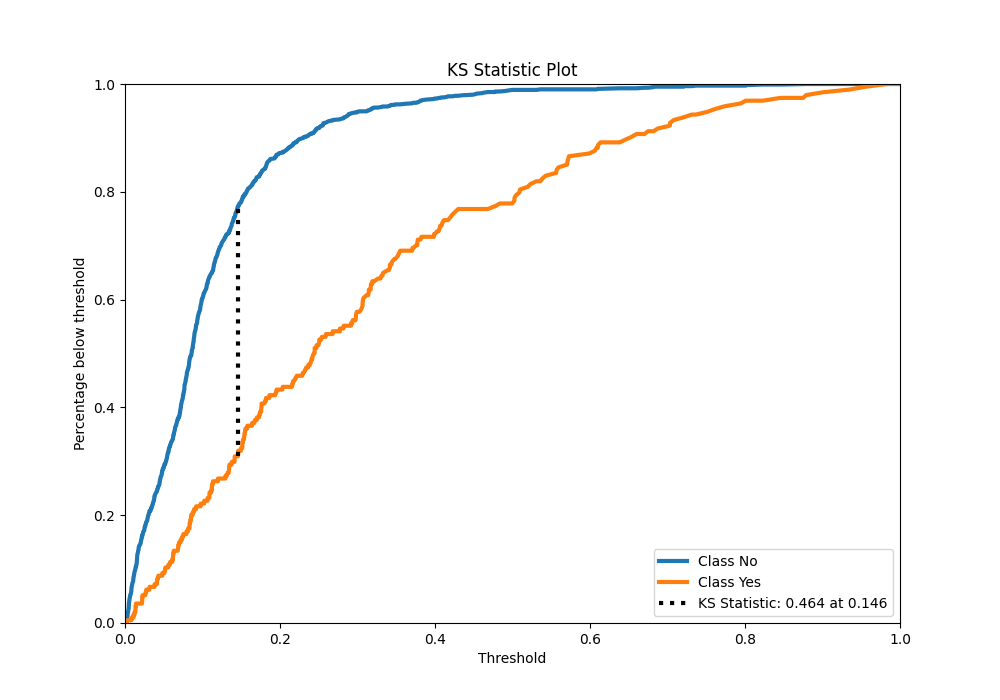 KS Statistic Plot
Percentage below threshold
1.0
0.8
0.6
0.4
0.2
0.0
0.0 0.2 0.4 0.6 0.8 1.0
Threshold
Class No
Class Yes
KS Statistic: 0.464 at 0.146